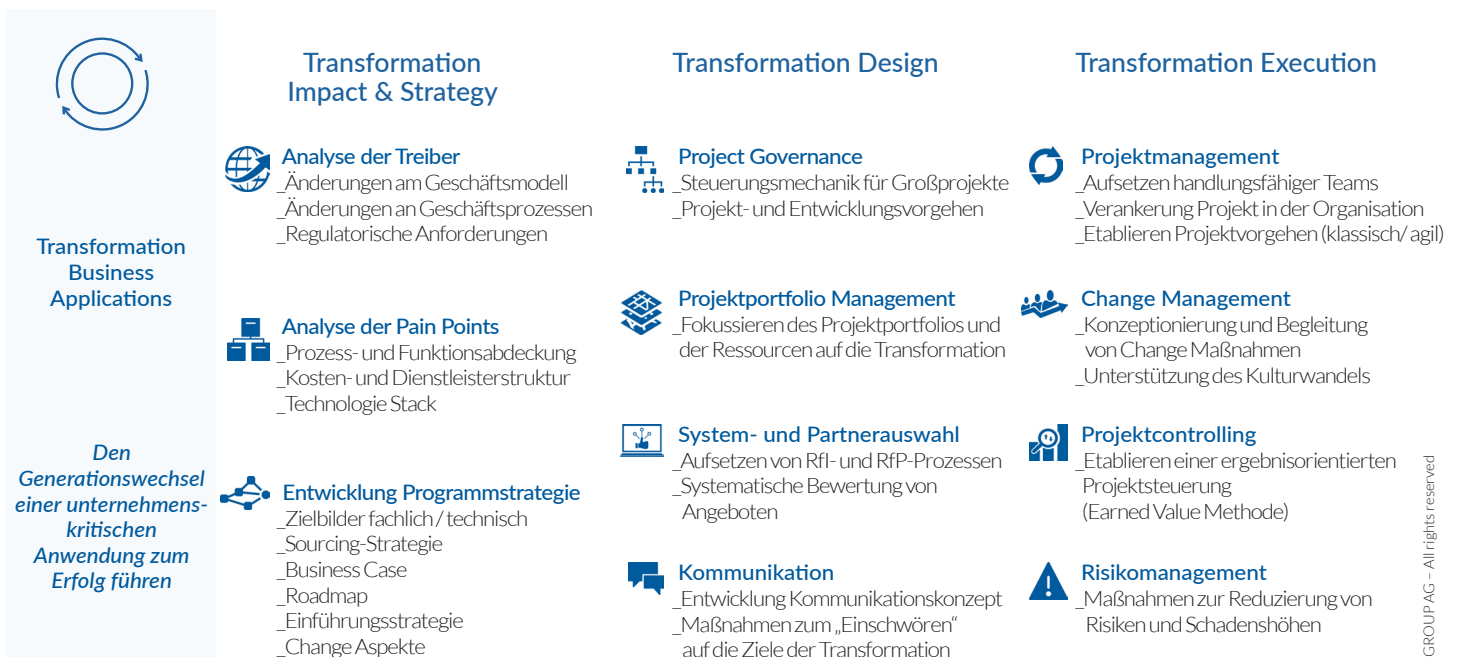 Transformation
Business
Applications
Den
Generationswechsel
einer unternehmens-
kritischen
Anwendung zum
Erfolg führen
Transformation
Impact & Strategy
Analyse der Treiber
_Änderungen am Geschäftsmodell
_Änderungen an Geschäftsprozessen
_Regulatorische Anforderungen
Analyse der Pain Points
_Prozess- und Funktionsabdeckung
_Kosten- und Dienstleisterstruktur
_Technologie Stack
Entwicklung Programmstrategie
_Zielbilder fachlich / technisch
_Sourcing-Strategie
_Business Case
_Roadmap
_Einführungsstrategie
_Change Aspekte
Transformation Design
Project Governance
_Steuerungsmechanik für Großprojekte
_Projekt- und Entwicklungsvorgehen
Projektportfolio Management
_Fokussieren des Projektportfolios und
der Ressourcen auf die Transformation
System- und Partnerauswahl
_Aufsetzen von RfI- und RfP-Prozessen
_Systematische Bewertung von
Angeboten
Kommunikation
_Entwicklung Kommunikationskonzept
_Maßnahmen zum „Einschwören“
auf die Ziele der Transformation
Transformation Execution
Projektmanagement
_Aufsetzen handlungsfähiger Teams
_Verankerung Projekt in der Organisation
_Etablieren Projektvorgehen (klassisch/ agil)
Change Management
_Konzeptionierung und Begleitung
von Change Maßnahmen
_Unterstützung des Kulturwandels
Projektcontrolling
_Etablieren einer ergebnisorientierten
Projektsteuerung
(Earned Value Methode)
Risikomanagement
_Maßnahmen zur Reduzierung von
Risiken und Schadenshöhen
GROUP AG – All rights reserved